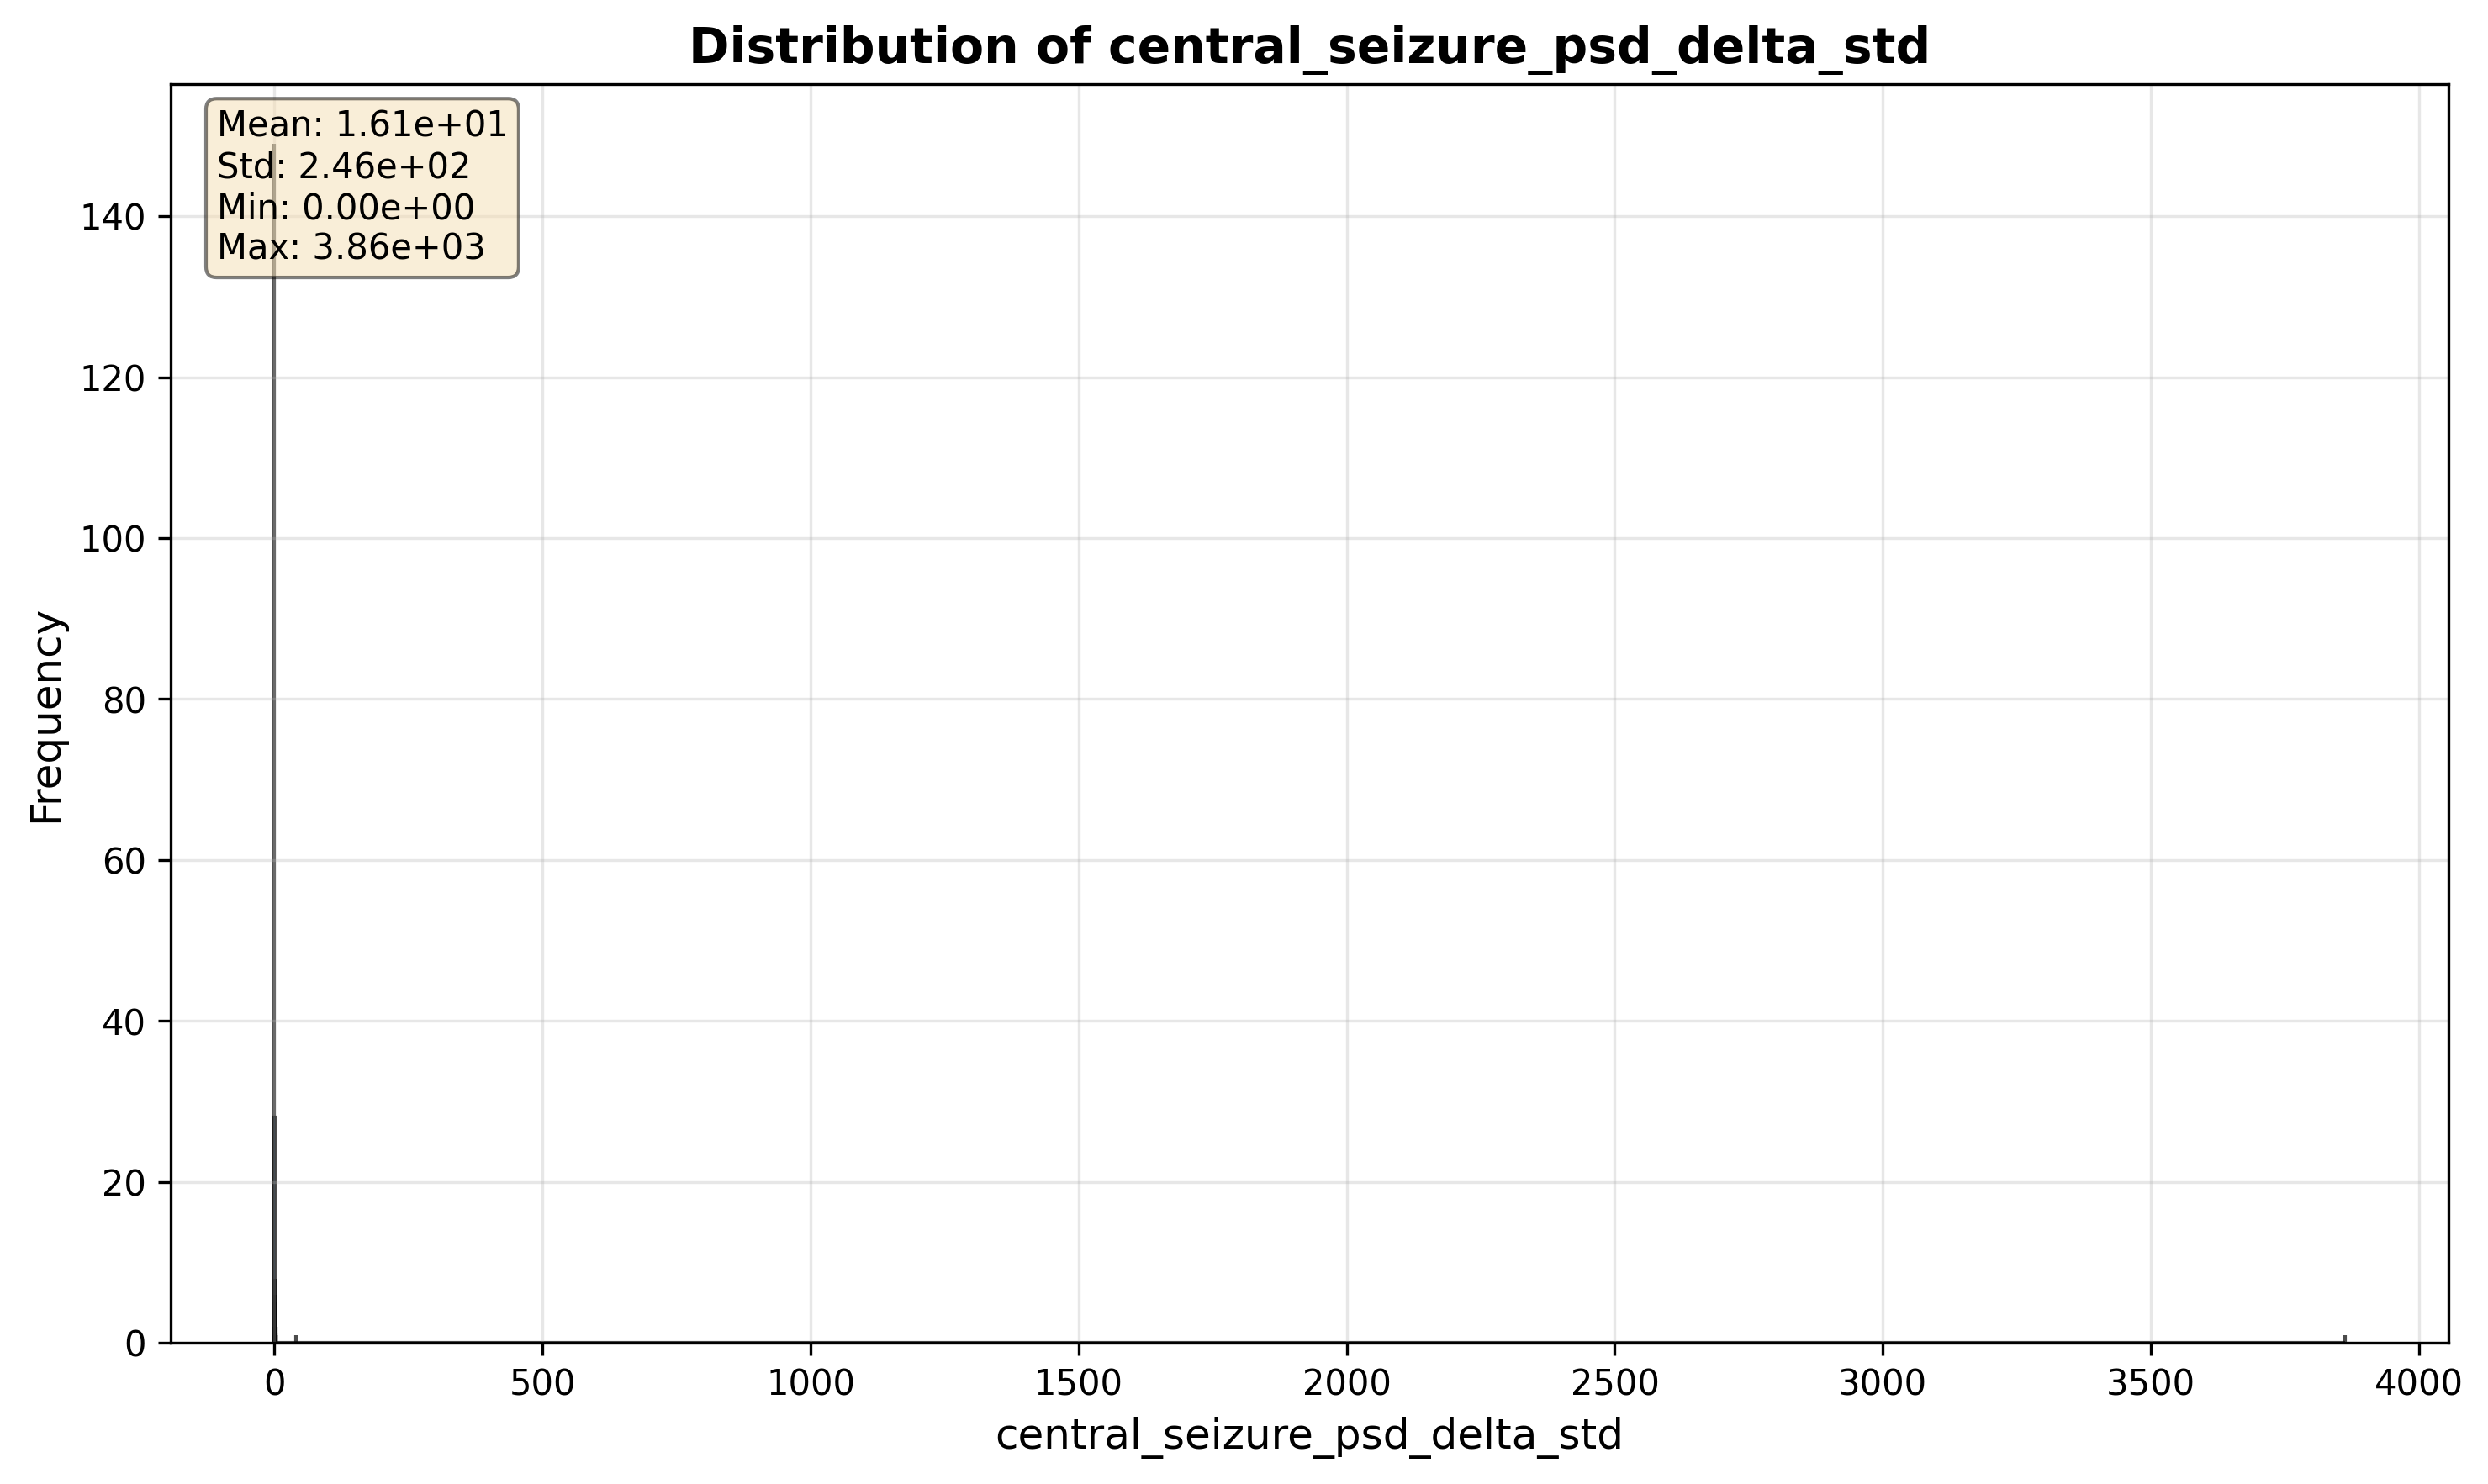 Distribution of central_seizure_psd_delta_std
Mean: 1.61e+01
Std: 2.46e+02
Min: 0.00e+00
Max: 3.86e+03
140
120
100
80
60
40
20
0
Frequency
0 500 1000 1500 2000 2500 3000 3500 4000
central_seizure_psd_delta_std